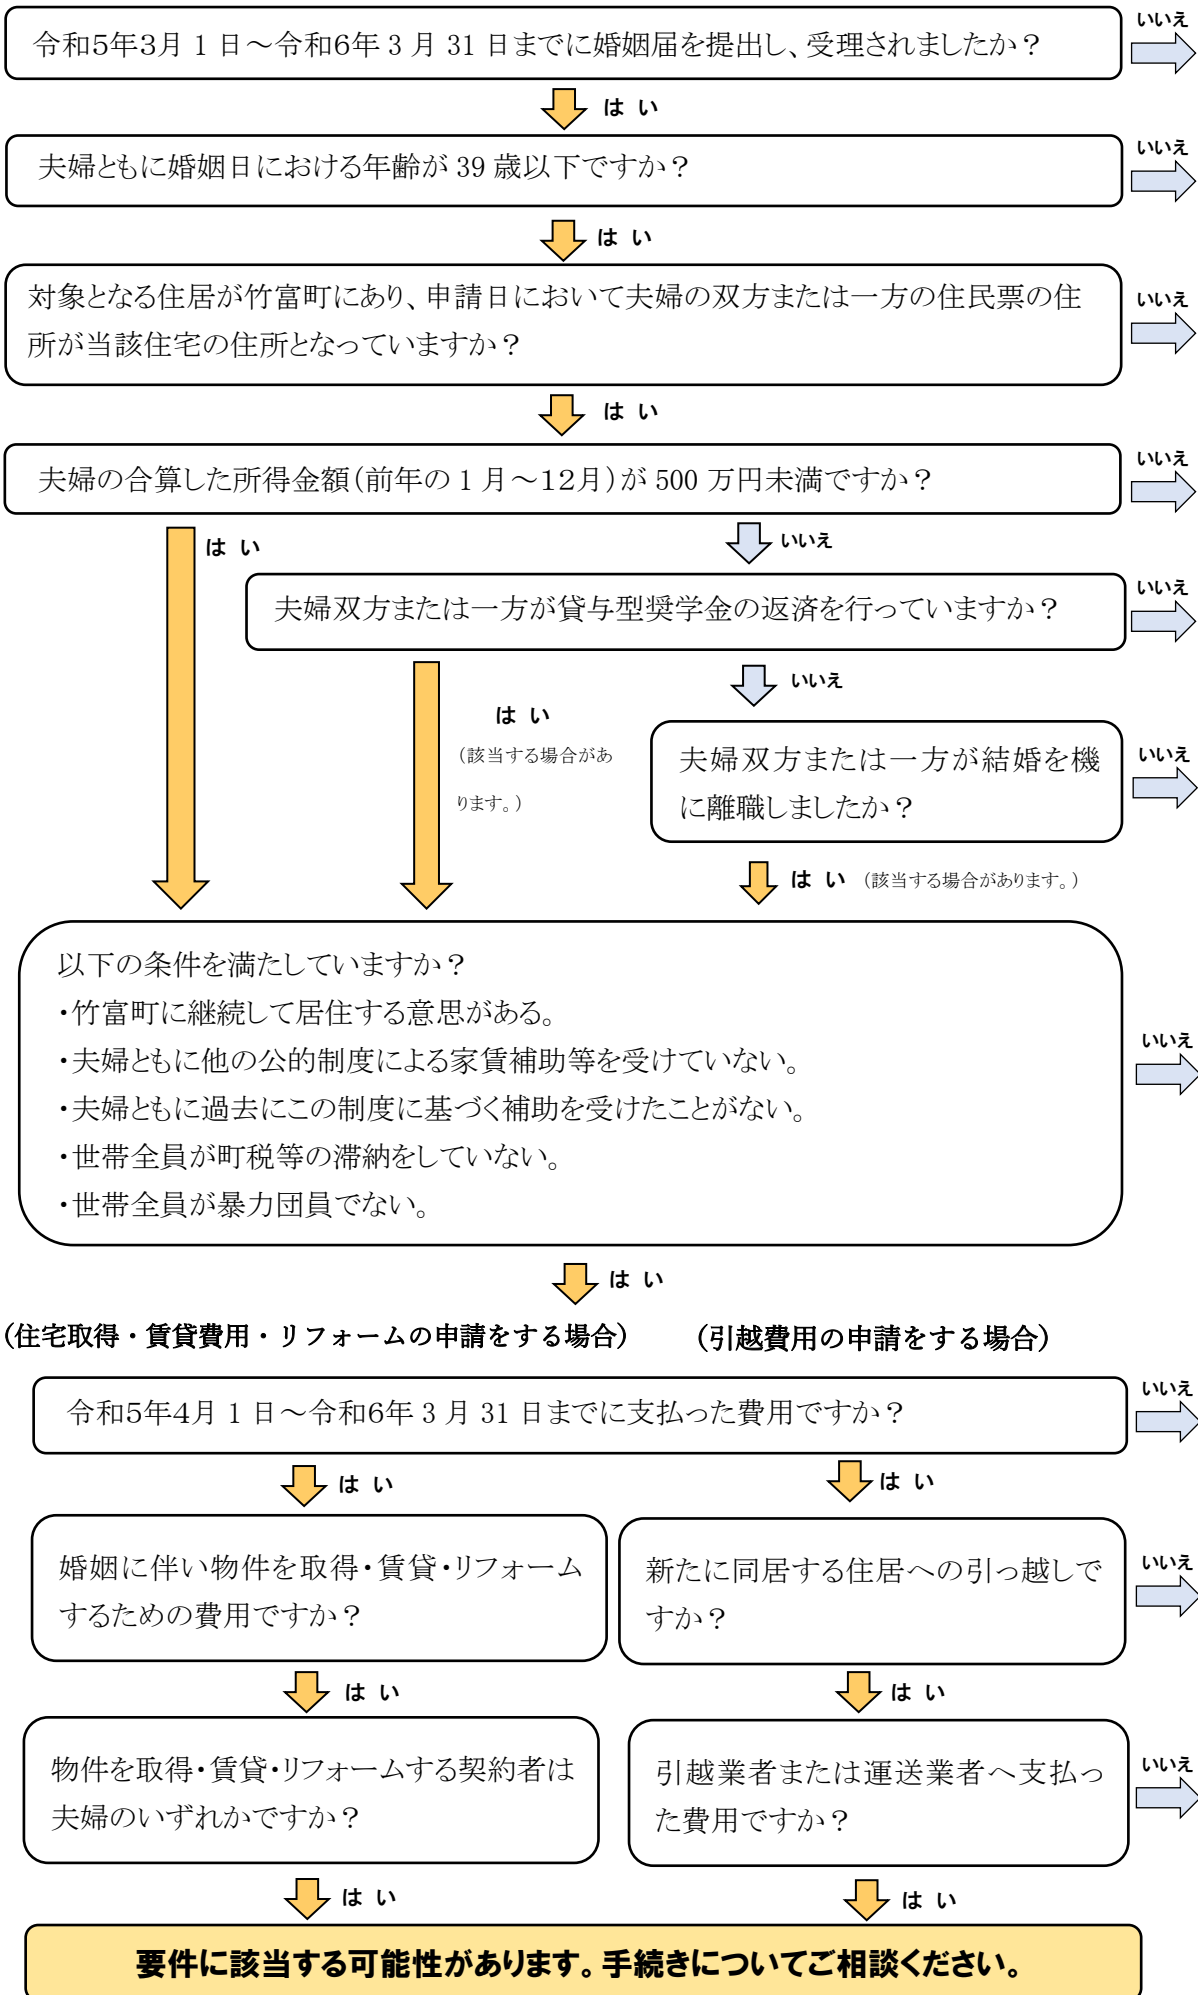 令和5年3月1日～令和6年3月31日までに婚姻届を提出し、受理されましたか？
いいえ
は い
夫婦ともに婚姻日における年齢が 39 歳以下ですか？
いいえ
は い
対象となる住居が竹富町にあり、申請日において夫婦の双方または一方の住民票の住
所が当該住宅の住所となっていますか？
いいえ
は い
夫婦の合算した所得金額（前年の1月～12月）が 500 万円未満ですか？
いいえ
は い
いいえ
夫婦双方または一方が貸与型奨学金の返済を行っていますか？
いいえ
いいえ
は い
（該当する場合があ
ります。）
夫婦双方または一方が結婚を機
に離職しましたか？
いいえ
は い （該当する場合があります。）
以下の条件を満たしていますか？
・竹富町に継続して居住する意思がある。
・夫婦ともに他の公的制度による家賃補助等を受けていない。
・夫婦ともに過去にこの制度に基づく補助を受けたことがない。
・世帯全員が町税等の滞納をしていない。
・世帯全員が暴力団員でない。
いいえ
は い
（住宅取得・賃貸費用・リフォームの申請をする場合）
（引越費用の申請をする場合）
令和5年4月1日～令和6年3月31日までに支払った費用ですか？
いいえ
は い
は い
婚姻に伴い物件を取得・賃貸・リフォーム
するための費用ですか？
新たに同居する住居への引っ越しで
すか？
いいえ
は い
は い
物件を取得・賃貸・リフォームする契約者は
夫婦のいずれかですか？
引越業者または運送業者へ支払っ
た費用ですか？
いいえ
は い
は い
要件に該当する可能性があります。手続きについてご相談ください。